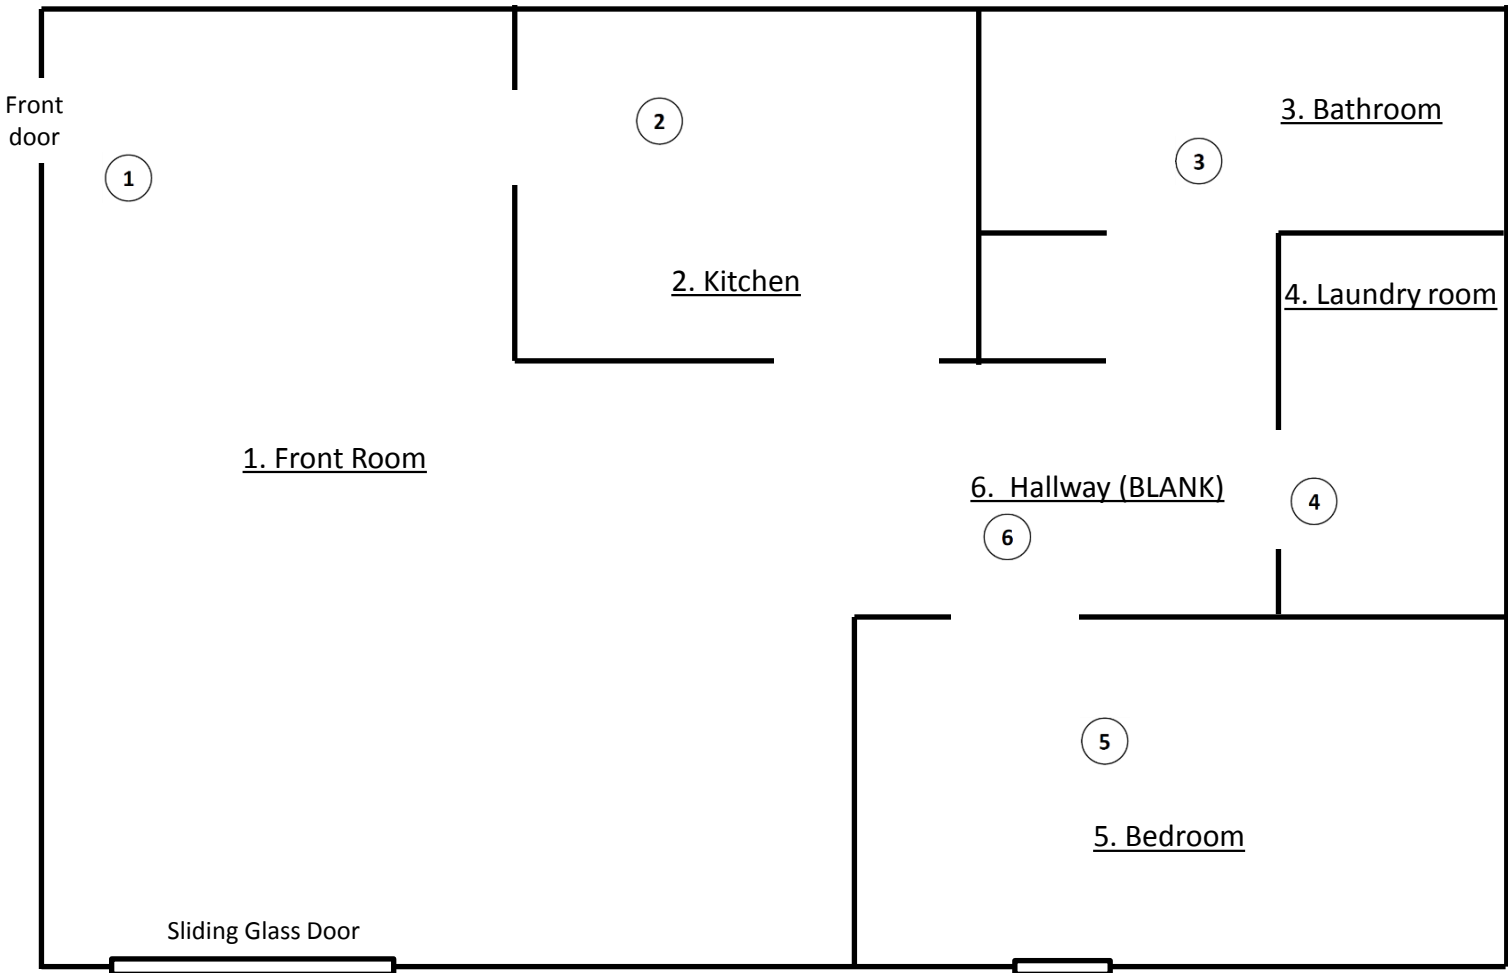 Front
door
1
2
3. Bathroom
3
2. Kitchen
4. Laundry room
1. Front Room
6. Hallway (BLANK)
4
6
5
5. Bedroom
Sliding Glass Door